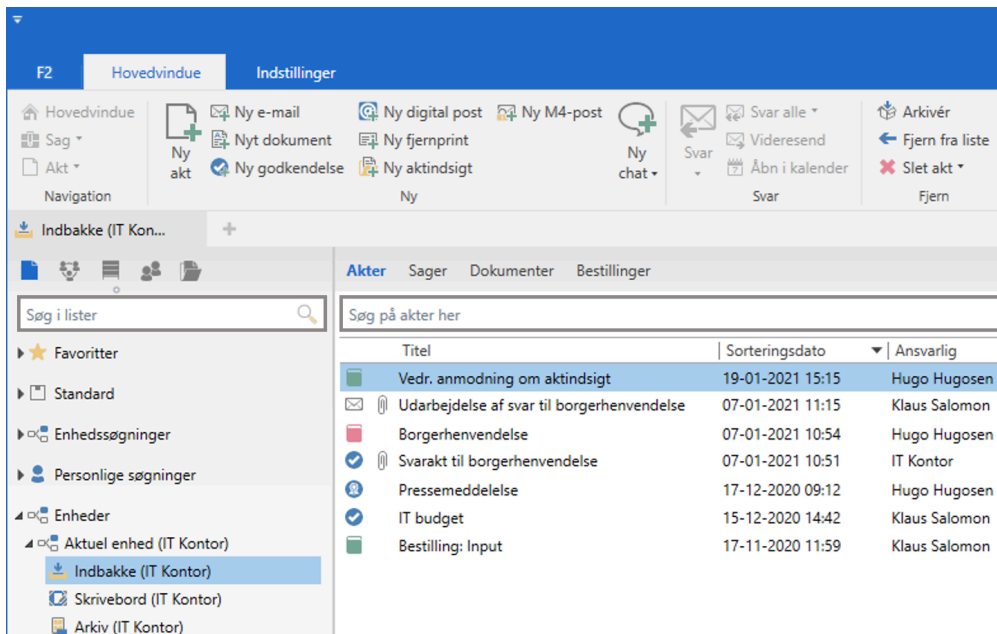 F2 Hovedvindue Indstillinger
Hovedvindue
Sag
Akt
Navigation
Ny akt
Ny e-mail
Nyt dokument
Ny godkendelse
Ny digital post
Ny fjernprint
Ny aktindsigt
Ny M4-post
Ny chat
Ny
Svar
Svar alle
Videresend
Åbn i kalender
Svar
Arkivér
Fjern fra liste
Slet akt
Fjern
Indbakke (IT Kon...
Søg i lister
Favoritter
Standard
Enhedssøgninger
Personlige søgninger
Enheder
Aktuel enhed (IT Kontor)
Indbakke (IT Kontor)
Skrivebord (IT Kontor)
Arkiv (IT Kontor)
Akter Sager Dokumenter Bestillinger
Søg på akter her
Titel Sorteringsdato Ansvarlig
Vedr. anmodning om aktindsigt 19-01-2021 15:15 Hugo Hugosen
Udarbejdelse af svar til borgerhenvendelse 07-01-2021 11:15 Klaus Salomon
Borgerhenvendelse 07-01-2021 10:54 Hugo Hugosen
Svarakt til borgerhenvendelse 07-01-2021 10:51 IT Kontor
Pressemeddelelse 17-12-2020 09:12 Hugo Hugosen
IT budget 15-12-2020 14:42 Klaus Salomon
Bestilling: Input 17-11-2020 11:59 Klaus Salomon